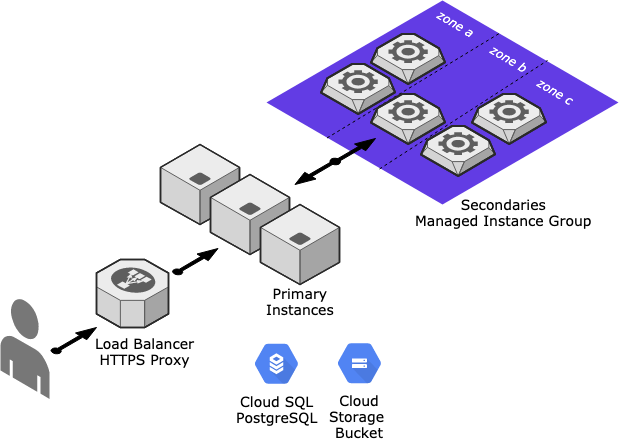 zone a
zone b
zone c
Secondaries
Managed Instance Group
Primary
Instances
Load Balancer
HTTPS Proxy
Cloud SQL
PostgreSQL
Cloud
Storage
Bucket